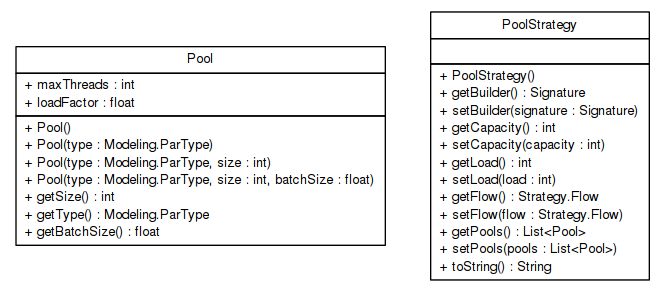 Pool
+ maxThreads : int
+ loadFactor : float
+ Pool()
+ Pool(type : Modeling.ParType)
+ Pool(type : Modeling.ParType, size : int)
+ Pool(type : Modeling.ParType, size : int, batchSize : float)
+ getSize() : int
+ getType() : Modeling.ParType
+ getBatchSize() : float
PoolStrategy
+ PoolStrategy()
+ getBuilder() : Signature
+ setBuilder(signature : Signature)
+ getCapacity() : int
+ setCapacity(capacity : int)
+ getLoad() : int
+ setLoad(load : int)
+ getFlow() : Strategy.Flow
+ setFlow(flow : Strategy.Flow)
+ getPools() : List<Pool>
+ setPools(pools : List<Pool>)
+ toString() : String